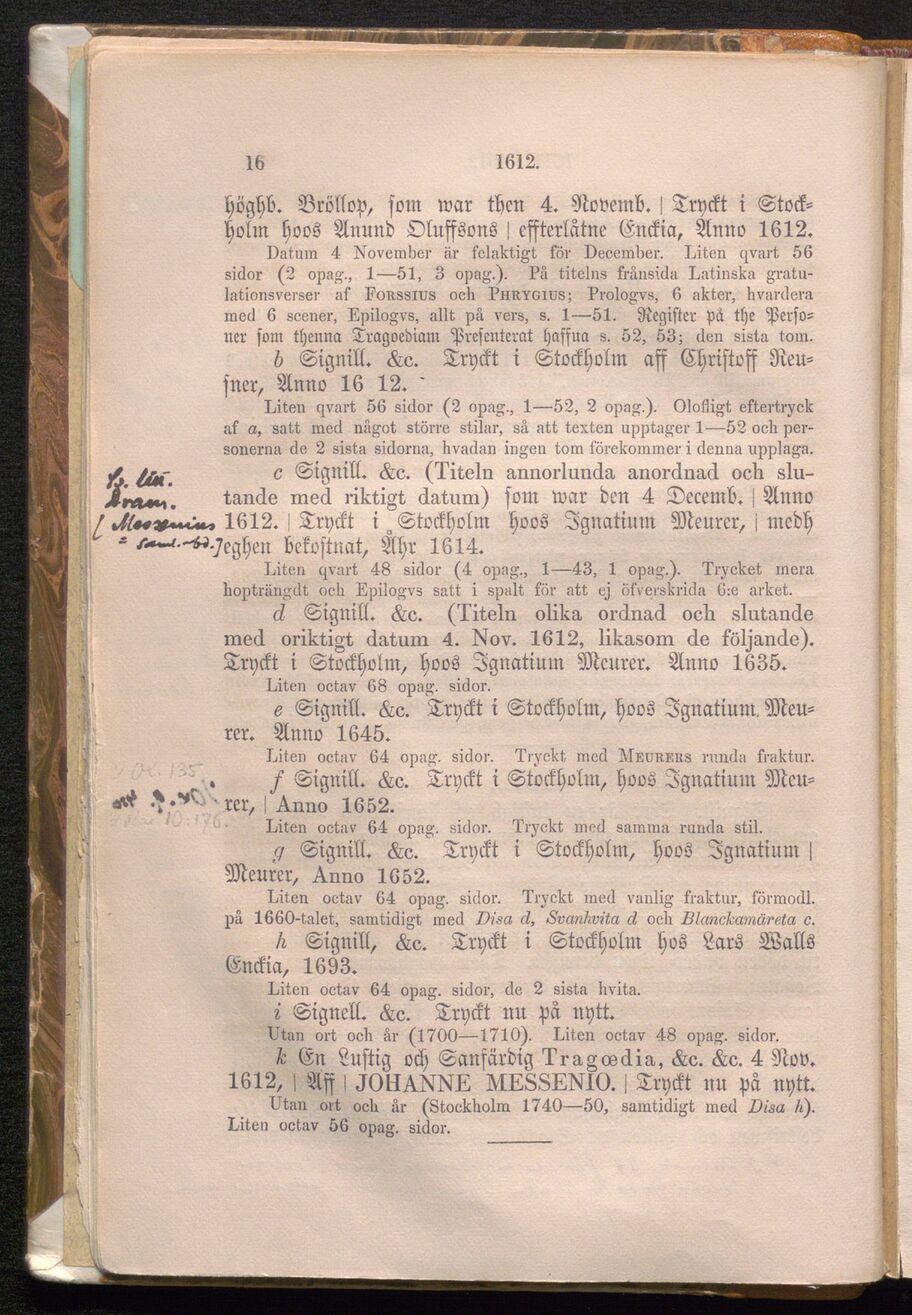 16 1612.
höghb. Bröllop, som war then 4. Novemb. | Tryckt i Stock-
holm hoos Anund Oluffsons | effterlåtne Enckia, Anno 1612.
Datum 4 November är felaktigt för December. Liten qvart 56
sidor (2 opag., 1—51, 3 opag.). På titelns frånsida Latinska gratu-
lationsverser af Forssius och Phrygius; Prologvs, 6 akter, hvardera
med 6 scener, Epilogvs, allt på vers, s. 1—51. Register på the Perso-
ner som thenna Tragoediam Presenterat haffua s. 52, 53; den sista tom.
b Signill. &c. Tryckt i Stockholm aff Christoff Reu-
sner, Anno 16 12.
Liten qvart 56 sidor (2 opag., 1—52, 2 opag.). Olofligt eftertryck
af a, satt med något större stilar, så att texten upptager 1—52 och per-
sonerna de 2 sista sidorna, hvadan ingen tom förekommer i denna upplaga.
c Signill. &c. (Titeln annorlunda anordnad och slu-
tande med riktigt datum) som war den 4 Decemb. | Anno
1612. | Tryckt i Stockholm hoos Ignatium Meurer, | medh
Jeghen bekostnat, Åhr 1614.
Liten qvart 48 sidor (4 opag., 1—43, 1 opag.). Trycket mera
hopträngdt och Epilogvs satt i spalt för att ej öfverskrida 6:e arket.
d Signill. &c. (Titeln olika ordnad och slutande
med oriktigt datum 4. Nov. 1612, likasom de följande).
Tryckt i Stockholm, hoos Ignatium Meurer. Anno 1635.
Liten octav 68 opag. sidor.
e Signill. &c. Tryckt i Stockholm, hoos Ignatium Meu-
rer. Anno 1645.
Liten octav 64 opag. sidor. Tryckt med Meurers runda fraktur.
f Signill. &c. Tryckt i Stockholm, hoos Ignatium Meu-
rer, | Anno 1652.
Liten octav 64 opag. sidor. Tryckt med samma runda stil.
g Signill. &c. Tryckt i Stockholm, hoos Ignatium |
Meurer, Anno 1652.
Liten octav 64 opag. sidor. Tryckt med vanlig fraktur, förmodl.
på 1660-talet, samtidigt med Disa d, Svanhvita d och Blanckamäreta c.
h Signill, &c. Tryckt i Stockholm hos Lars Walls
Enckia, 1693.
Liten octav 64 opag. sidor, de 2 sista hvita.
i Signell. &c. Tryckt nu på nytt.
Utan ort och år (1700—1710). Liten octav 48 opag. sidor.
k En Lustig och Sanfärdig Tragœdia, &c. &c. 4 Nov.
1612, | Aff | JOHANNE MESSENIO. | Tryckt nu på nytt.
Utan ort och år (Stockholm 1740—50, samtidigt med Disa h).
Liten octav 56 opag. sidor.
Dram.
Messenius